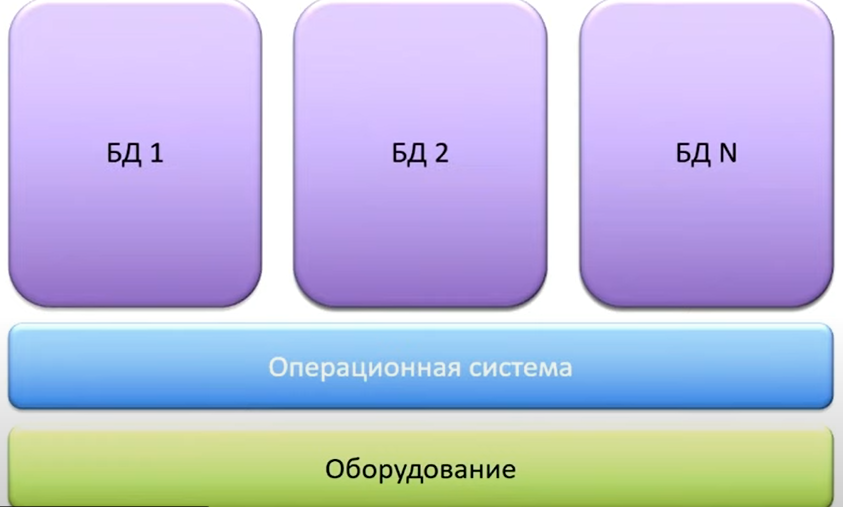 БД 1
БД 2
БД N
Операционная система
Оборудование